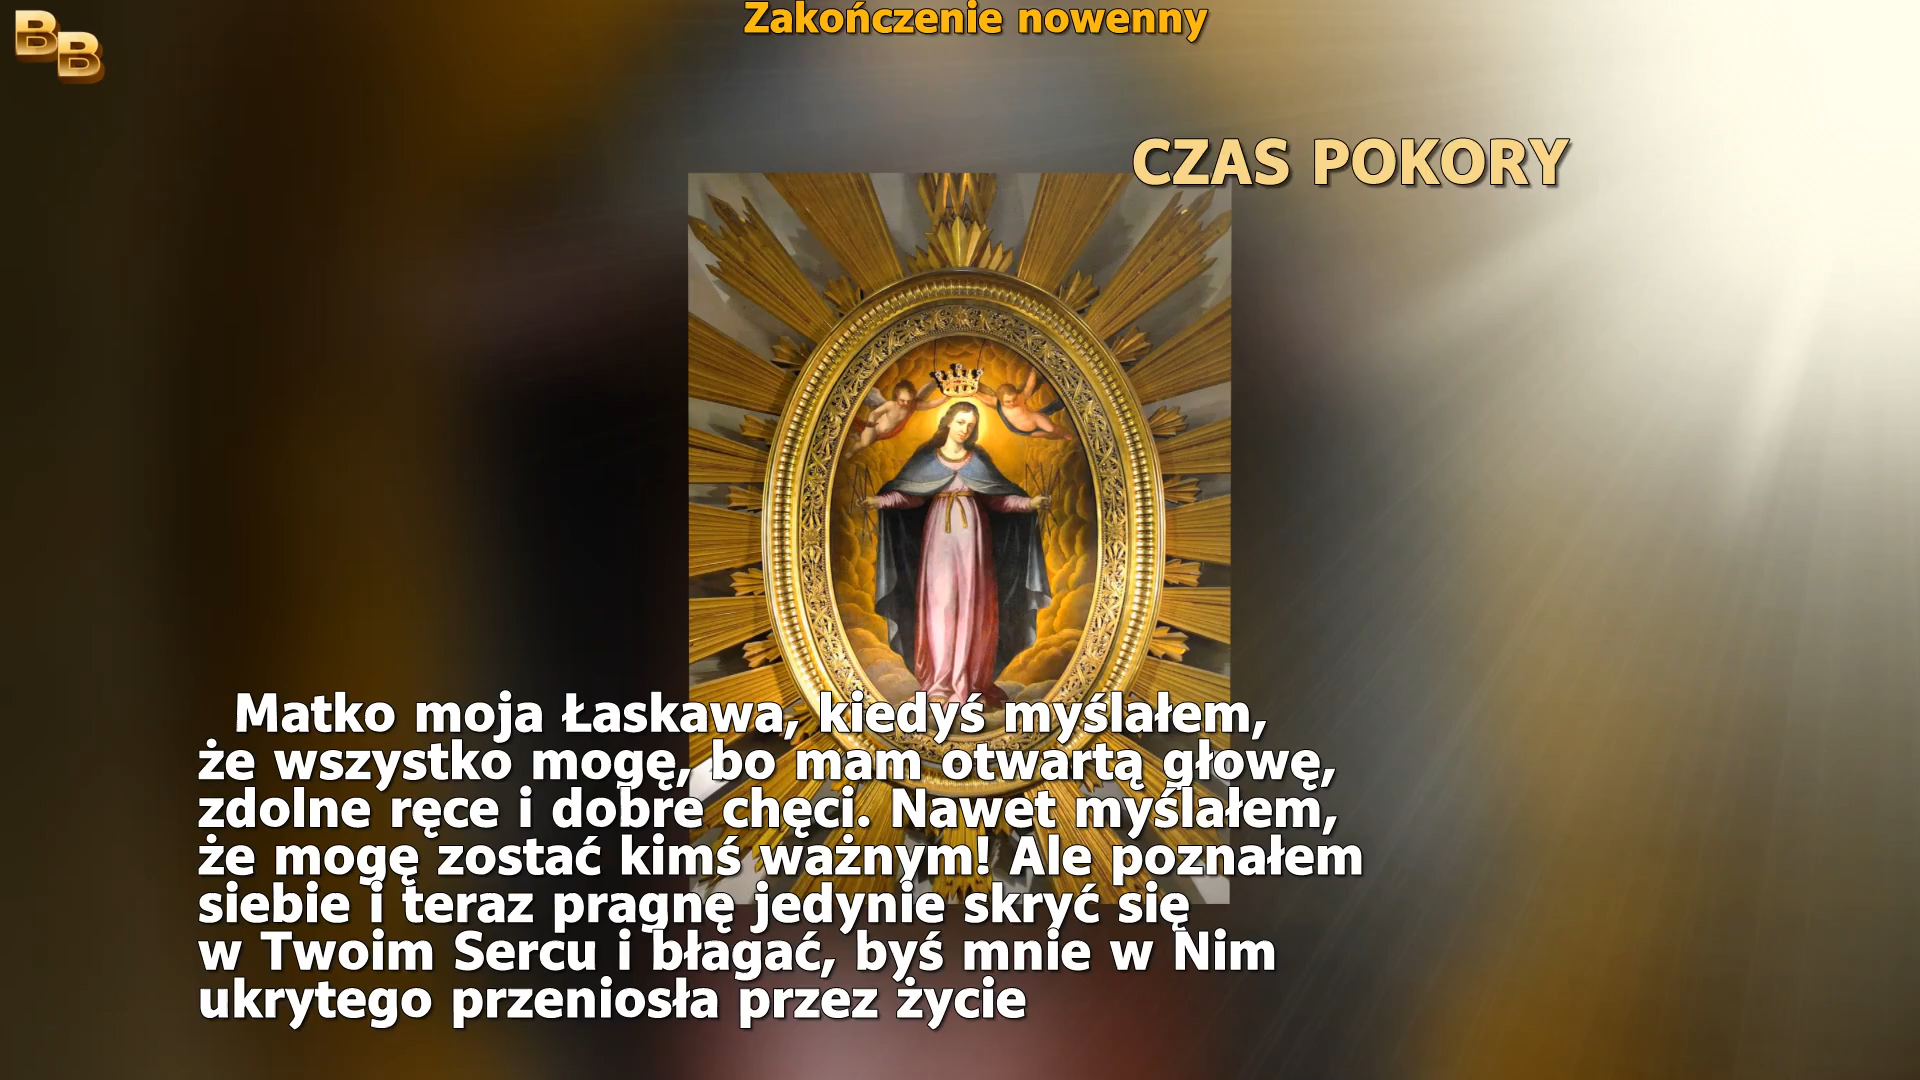 BB
Zakończenie nowenny
CZAS POKORY
Matko moja Łaskawa, kiedyś myślałem,
że wszystko mogę, bo mam otwartą głowę,
zdolne ręce i dobre chęci. Nawet myślałem,
że mogę zostać kimś ważnym! Ale poznałem
siebie i teraz pragnę jedynie skryć się
w Twoim Sercu i błagać, byś mnie w Nim
ukrytego przeniosła przez życie